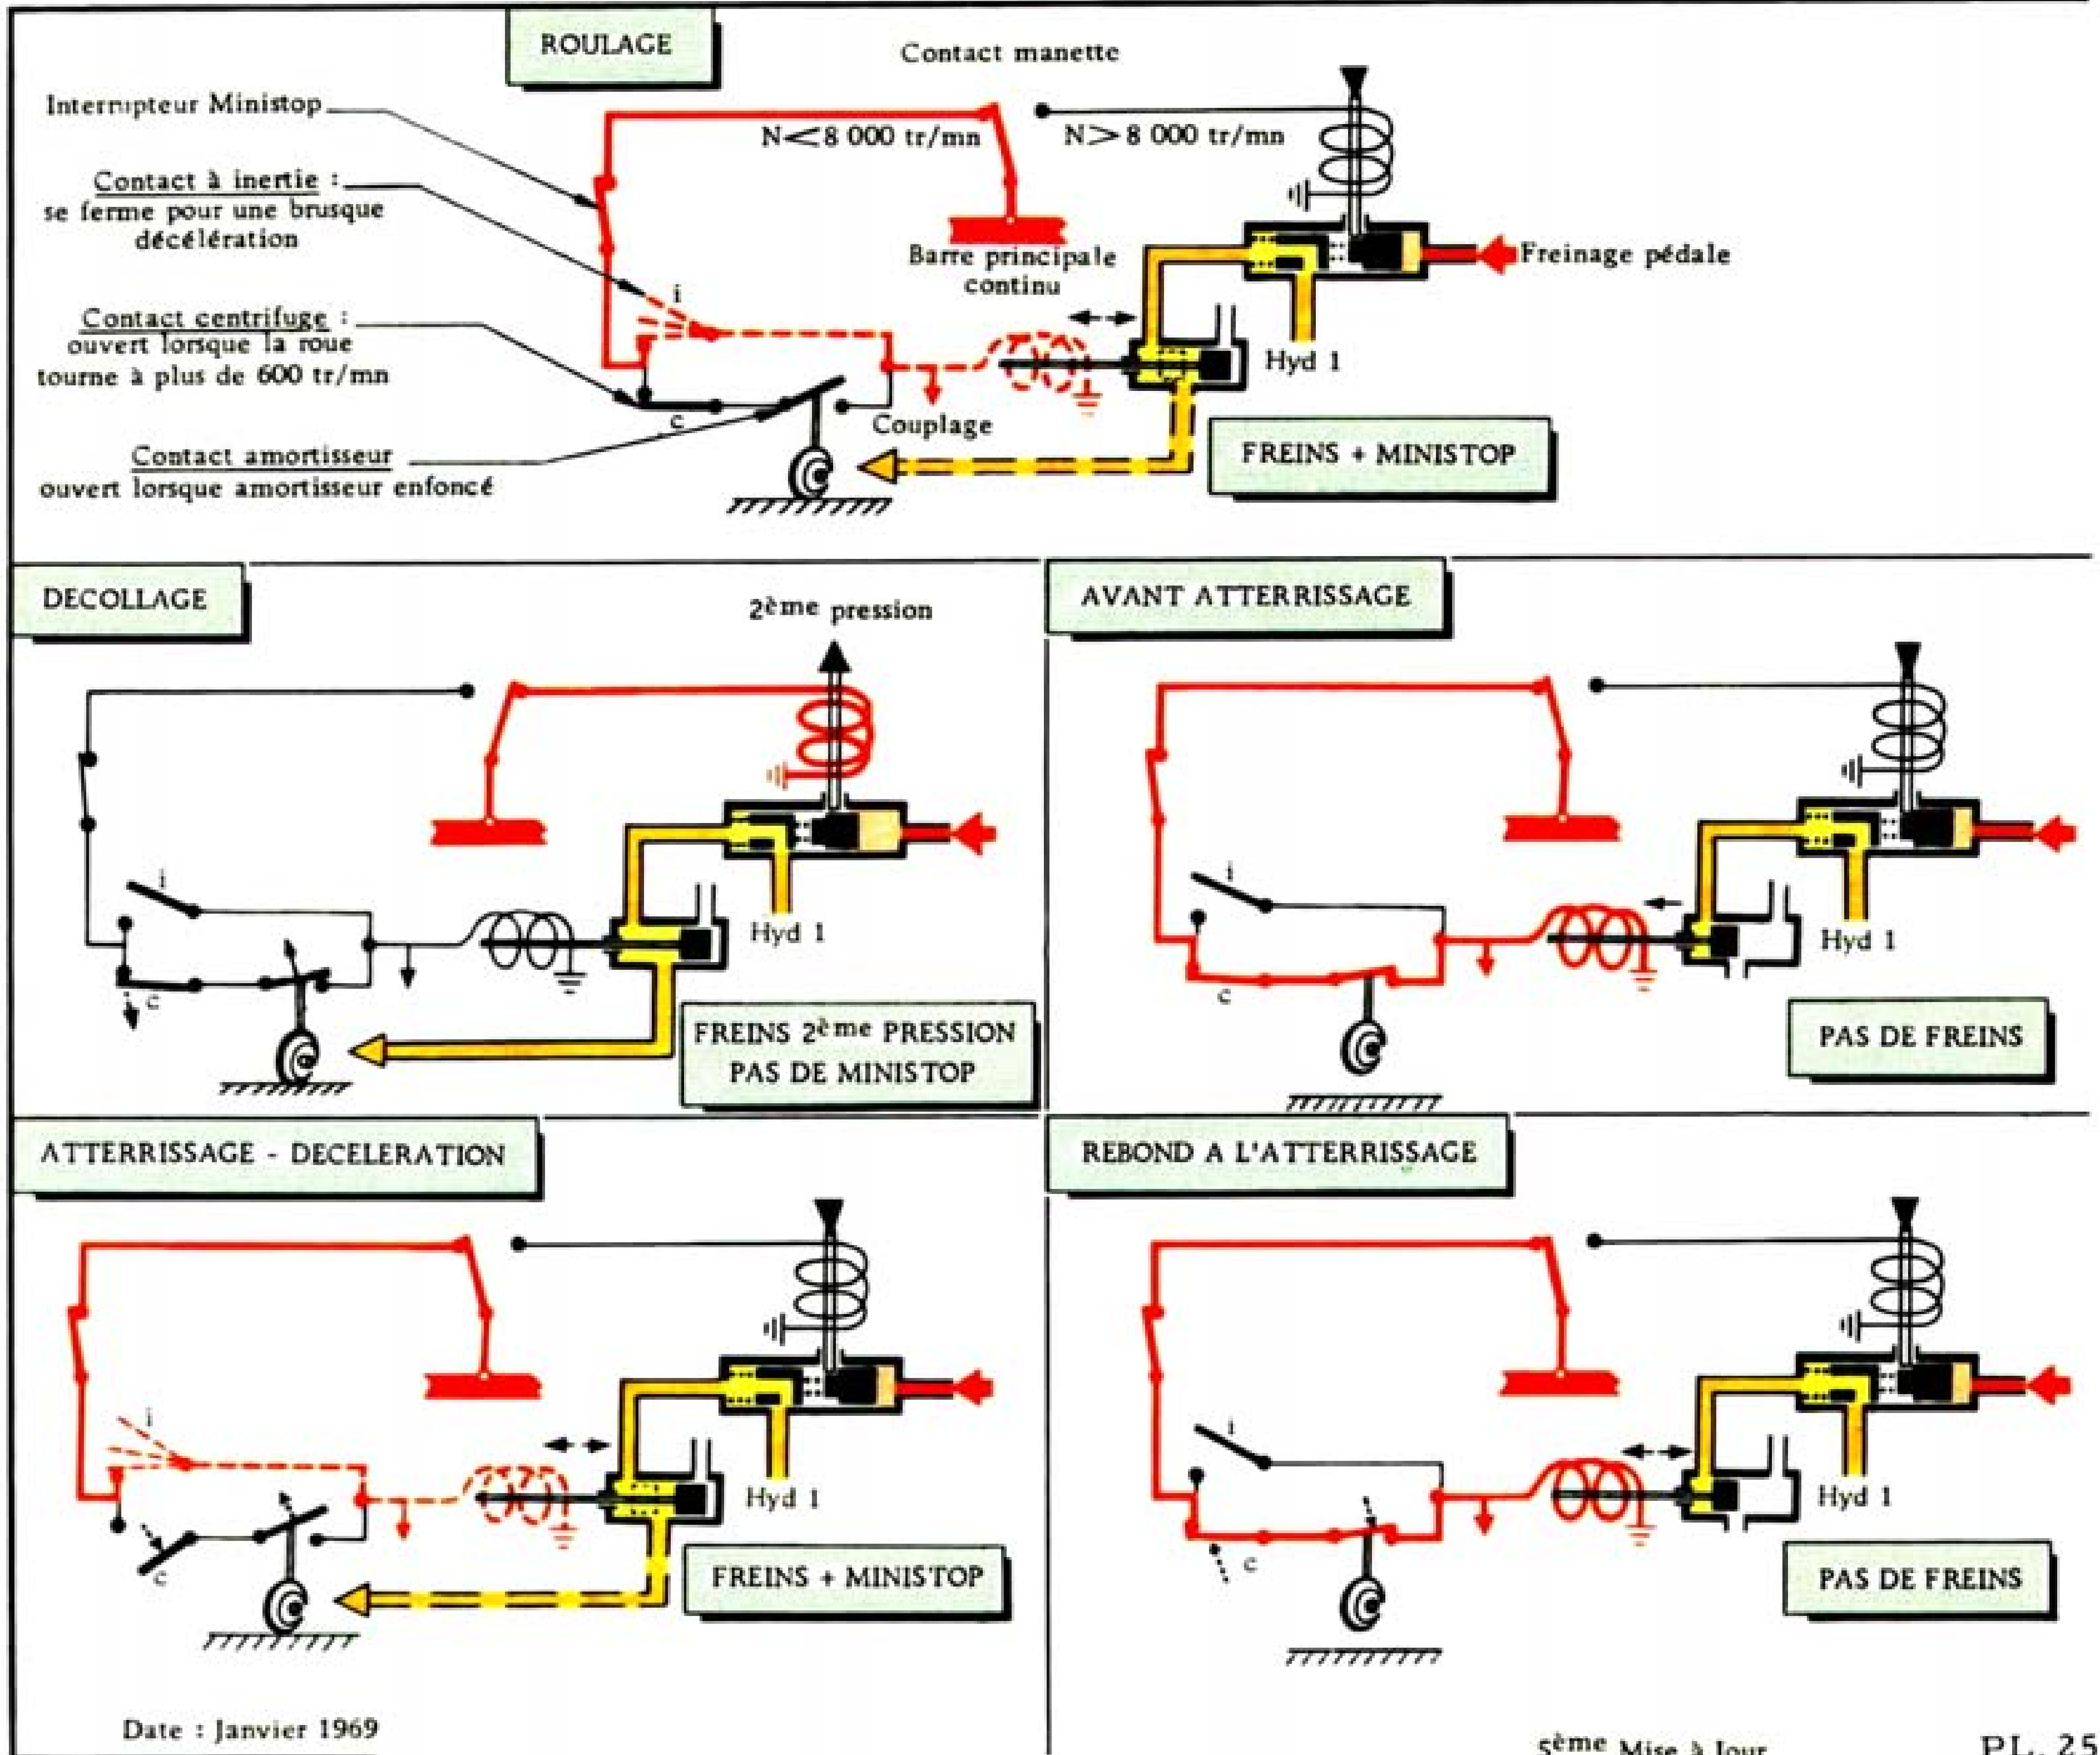 ROULAGE
Contact manette
Interrupteur Ministop
N<8 000 tr/mn
N>8 000 tr/mn
Contact à inertie :
se ferme pour une brusque
décélération
Barre principale
continu
Freinage pédale
i
Contact centrifuge :
ouvert lorsque la roue
tourne à plus de 600 tr/mn
Hyd 1
c
Couplage
Contact amortisseur
ouvert lorsque amortisseur enfoncé
FREINS + MINISTOP
DECOLLAGE
2ème pression
i
Hyd 1
c
FREINS 2ème PRESSION
PAS DE MINISTOP
AVANT ATTERRISSAGE
i
Hyd 1
c
PAS DE FREINS
ATTERRISSAGE - DECELERATION
i
Hyd 1
c
FREINS + MINISTOP
REBOND A L'ATTERRISSAGE
i
Hyd 1
c
PAS DE FREINS
Date : Janvier 1969
5ème Mise à Jour
PL. 25